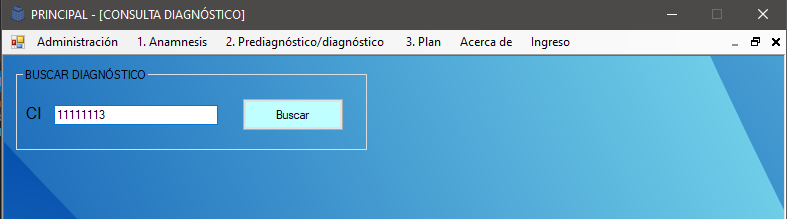 PRINCIPAL - [CONSULTA DIAGNÓSTICO]
Administración 1. Anamnesis 2. Prediagnóstico/diagnóstico 3. Plan Acerca de Ingreso
BUSCAR DIAGNÓSTICO
CI 11111113 Buscar